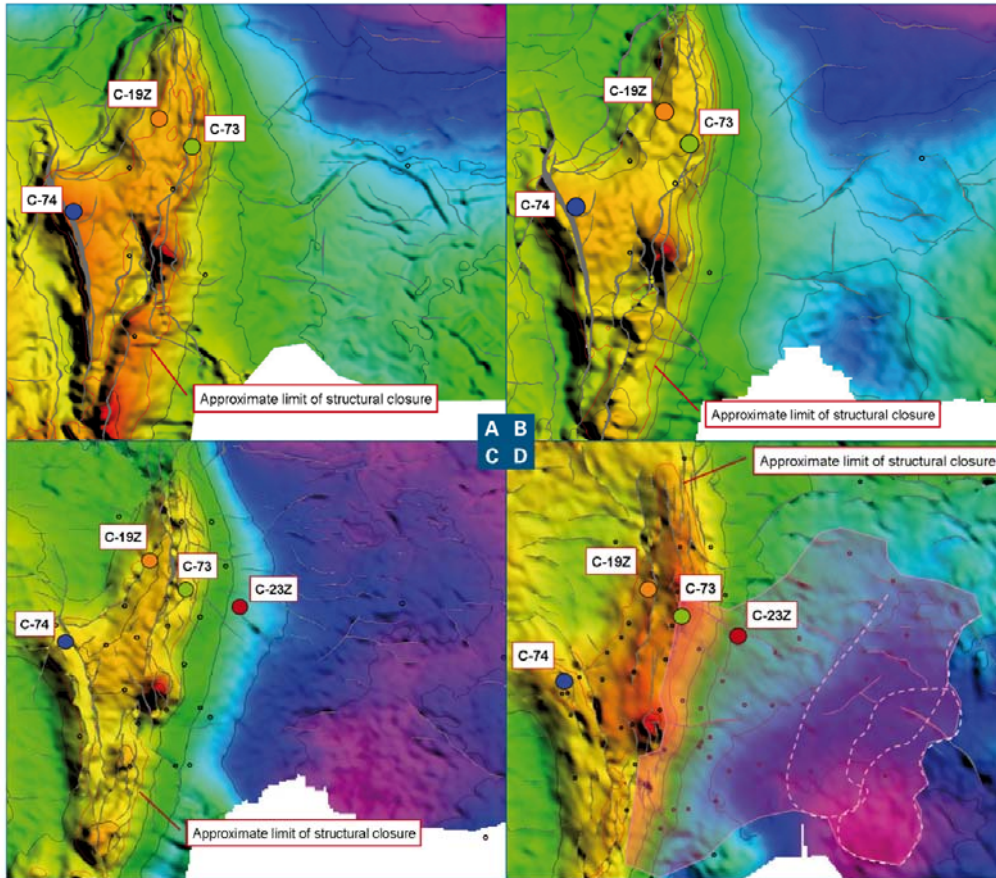 C-19Z
C-73
C-74
Approximate limit of structural closure
C-19Z
C-73
C-74
Approximate limit of structural closure
A B
C D
C-19Z
C-73
C-23Z
C-74
Approximate limit of structural closure
Approximate limit of structural closure
C-19Z
C-73
C-23Z
C-74